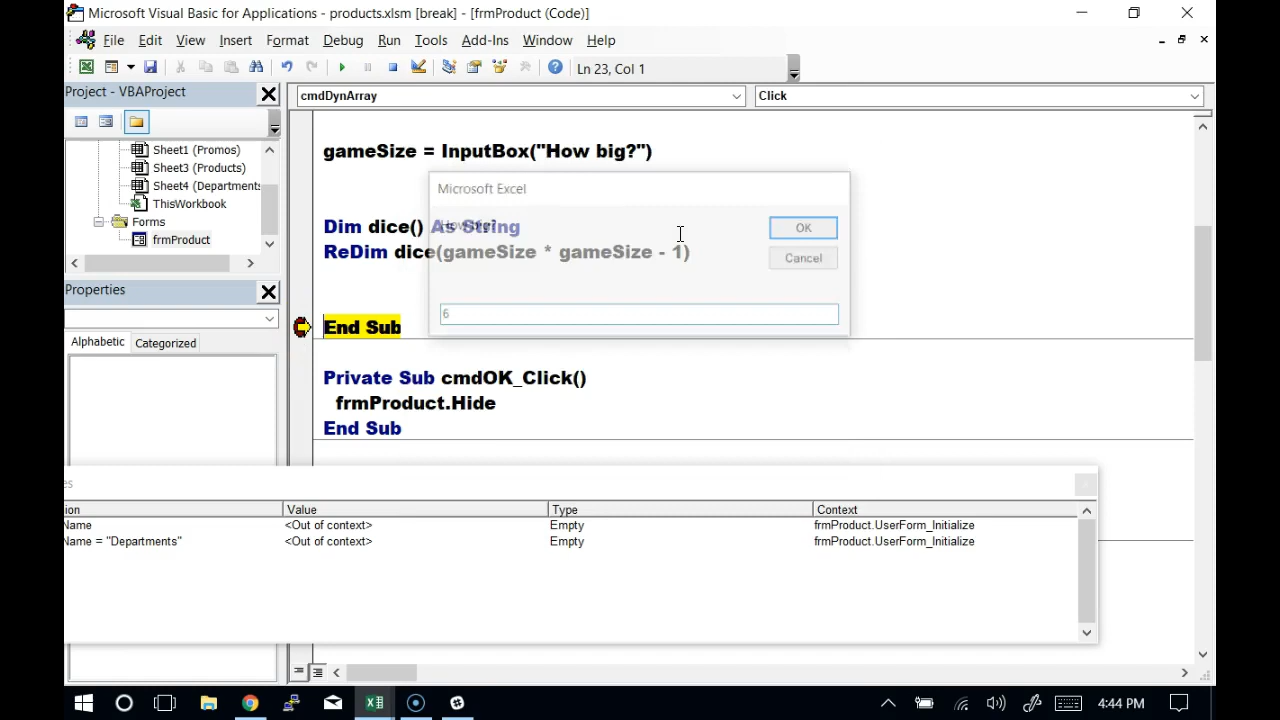 Microsoft Visual Basic for Applications - products.xlsm [break] - [frmProduct (Code)]
File Edit View Insert Format Debug Run Tools Add-Ins Window Help
Ln 23, Col 1
Project - VBAProject
cmdDynArray Click
Sheet1 (Promos)
Sheet3 (Products)
Sheet4 (Departments
ThisWorkbook
Forms
frmProduct
Properties
Alphabetic Categorized
gameSize = InputBox("How big?")
Microsoft Excel
Dim dice() As String
OK
ReDim dice(gameSize * gameSize - 1)
Cancel
6
End Sub
Private Sub cmdOK_Click()
frmProduct.Hide
End Sub
es
ion Value Type Context
Name <Out of context> Empty frmProduct.UserForm_Initialize
Name = "Departments" <Out of context> Empty frmProduct.UserForm_Initialize
4:44 PM